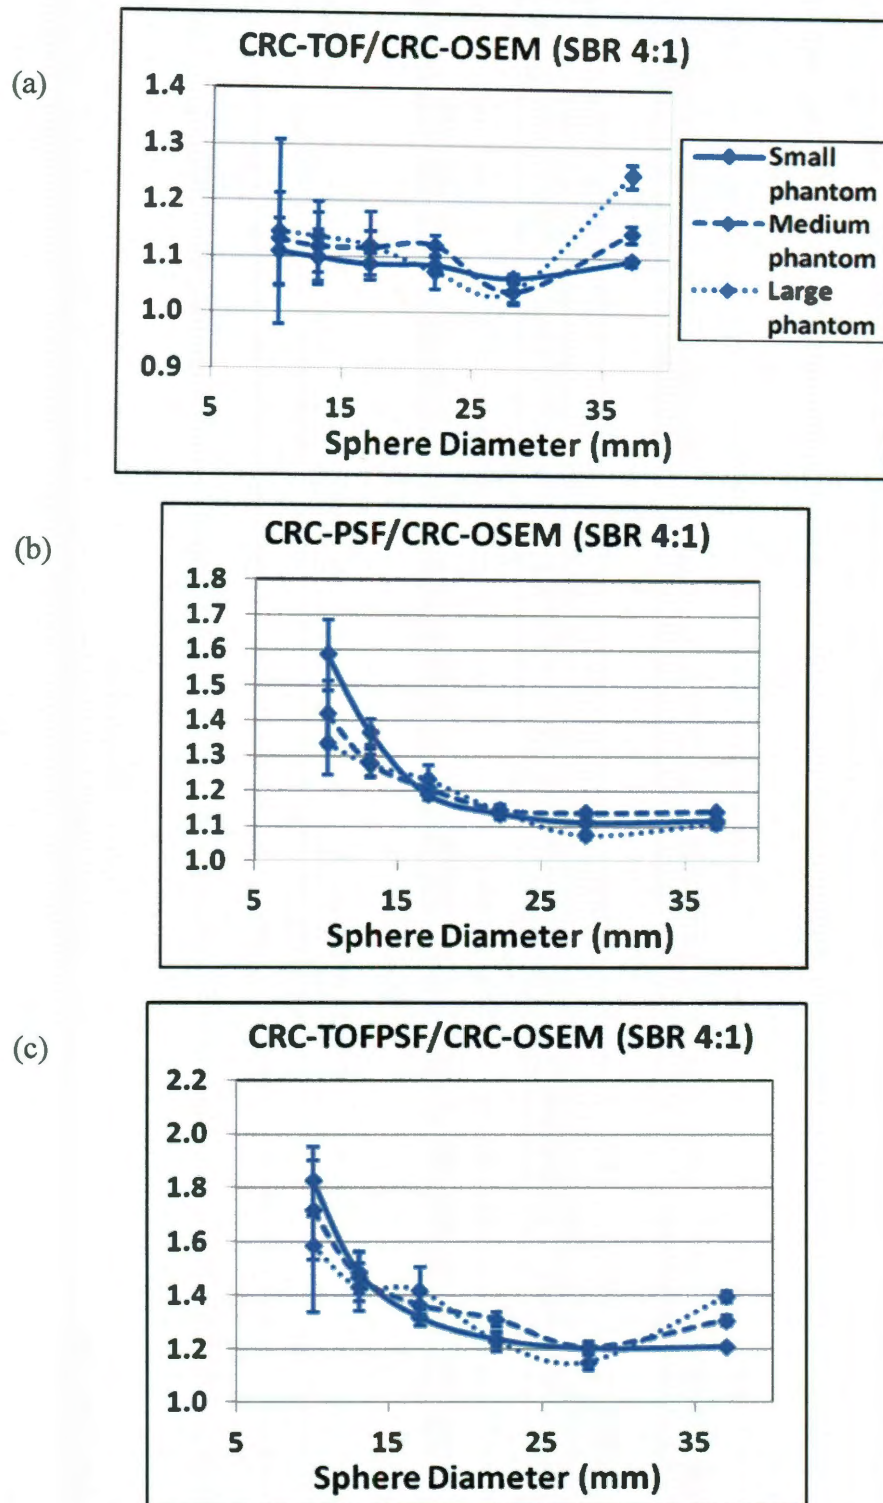 (a)
CRC-TOF/CRC-OSEM (SBR 4:1)
1.4
1.3
1.2
1.1
1.0
0.9
5 15 25 35
Sphere Diameter (mm)
Small
phantom
Medium
phantom
Large
phantom
(b)
CRC-PSF/CRC-OSEM (SBR 4:1)
1.8
1.7
1.6
1.5
1.4
1.3
1.2
1.1
1.0
5 15 25 35
Sphere Diameter (mm)
(c)
CRC-TOFPSF/CRC-OSEM (SBR 4:1)
2.2
2.0
1.8
1.6
1.4
1.2
1.0
5 15 25 35
Sphere Diameter (mm)